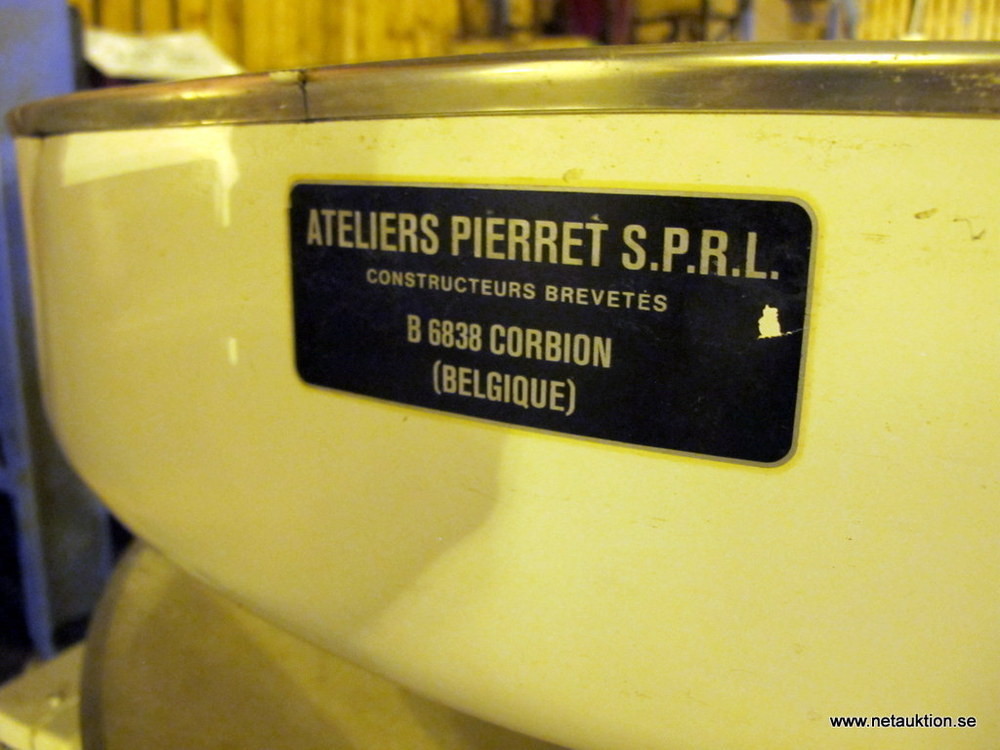 ATELIERS PIERRET S.P.R.L.
CONSTRUCTEURS BREVETÉS
B 6838 CORBION
(BELGIQUE)
www.netauktion.se